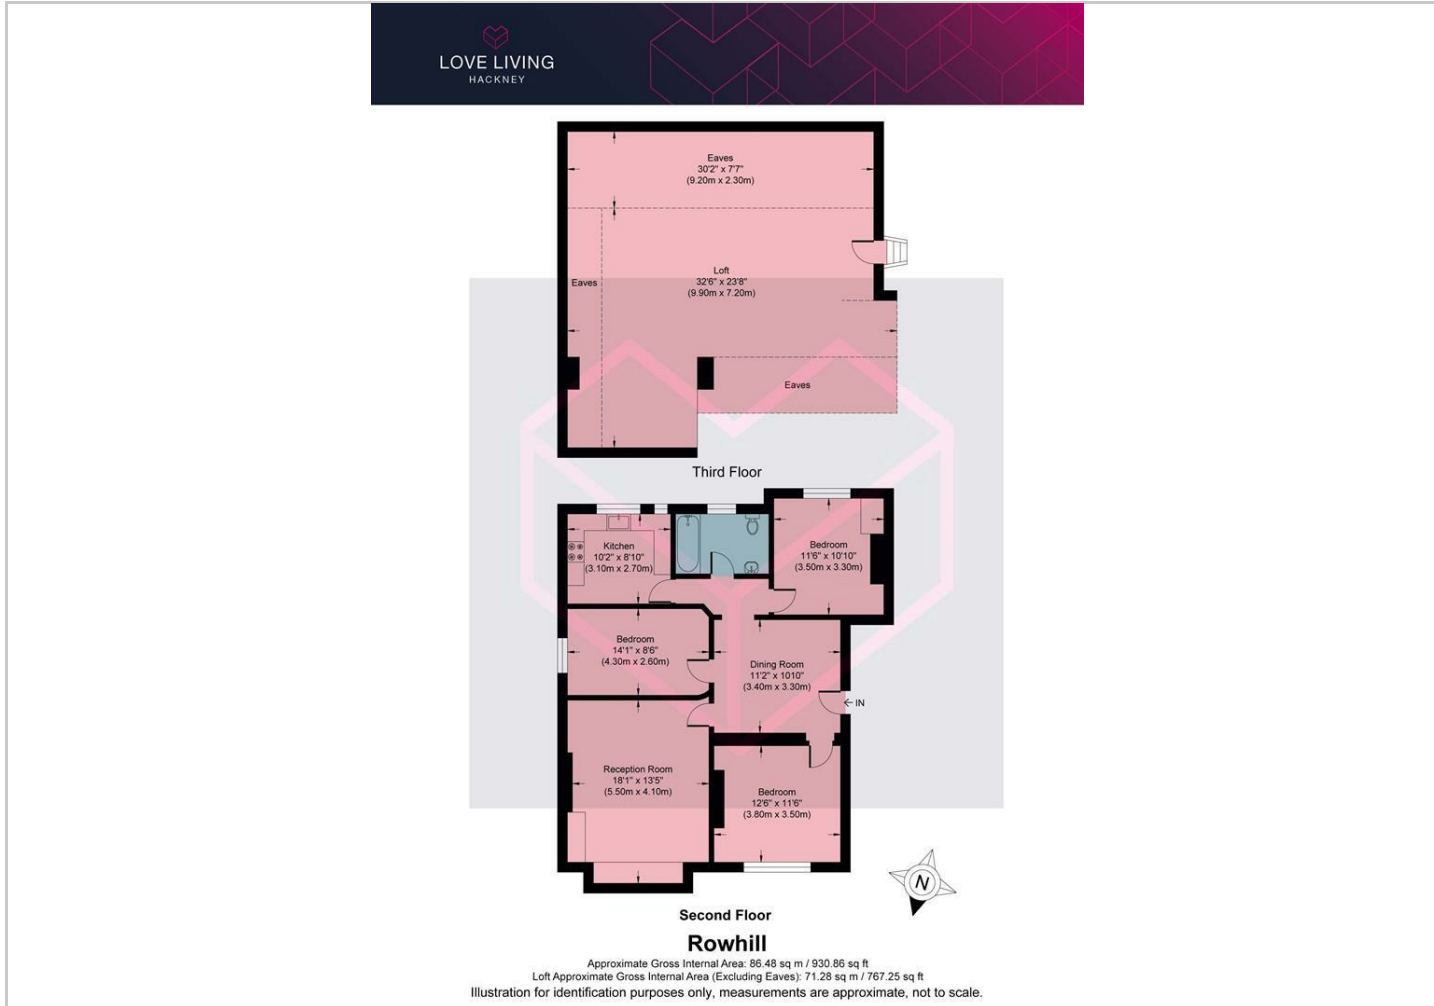 LOVE LIVING
HACKNEY
Eaves
30'2" x 7'7"
(9.20m x 2.30m)
Eaves
Loft
32'6" x 23'8"
(9.90m x 7.20m)
Eaves
Third Floor
Kitchen
10'2" x 8'10"
(3.10m x 2.70m)
Bedroom
11'6" x 10'10"
(3.50m x 3.30m)
Bedroom
14'1" x 8'6"
(4.30m x 2.60m)
Dining Room
11'2" x 1010"
(3.40m x 3.30m)
IN
Reception Room
18'1" x 13'5"
(5.50m x 4.10m)
Bedroom
12'6" x 11'6"
(3.80m x 3.50m)
N
Second Floor
Rowhill
Approximate Gross Internal Area: 86.48 sq m / 930.86 sq ft
Loft Approximate Gross Internal Area (Excluding Eaves): 71.28 sq m / 767.25 sq ft
Illustration for identification purposes only, measurements are approximate, not to scale.